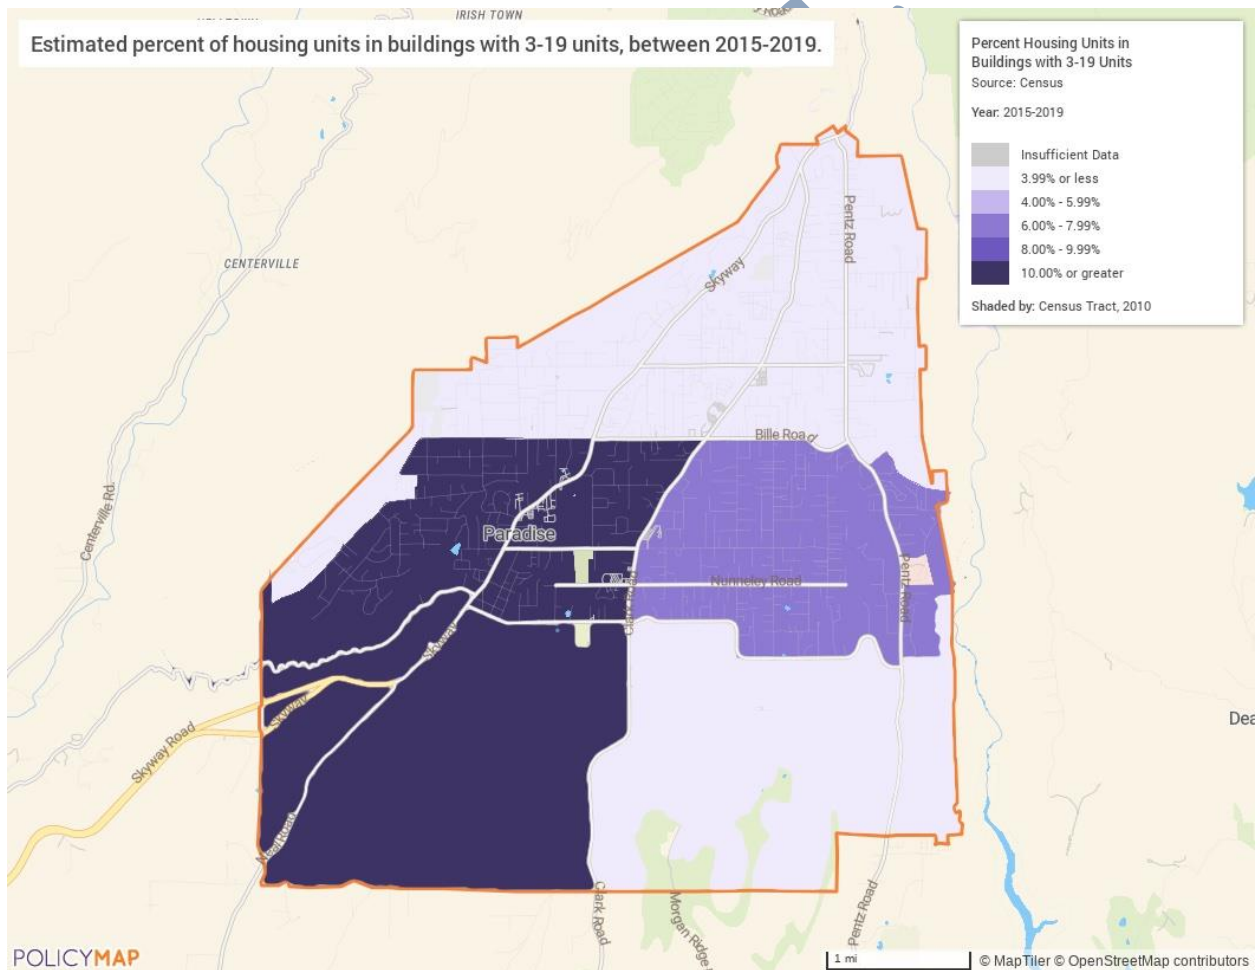 IRISH TOWN
Estimated percent of housing units in buildings with 3-19 units, between 2015-2019.
Percent Housing Units in
Buildings with 3-19 Units
Source: Census
Year: 2015-2019
Insufficient Data
3.99% or less
4.00% - 5.99%
6.00% - 7.99%
8.00% - 9.99%
10.00% or greater
Shaded by: Census Tract, 2010
Pentz Road
CENTERVILLE
Skyway
Bille Road
Centerville Rd.
Paradise
Nunneley Road
Pentz Road
Clark Road
Skyway
Skyway
Skyway Road
Neal Road
Clark Road
Morgan Ridge
Pentz Road
POLICYMAP
1 mi
© MapTiler © OpenStreetMap contributors